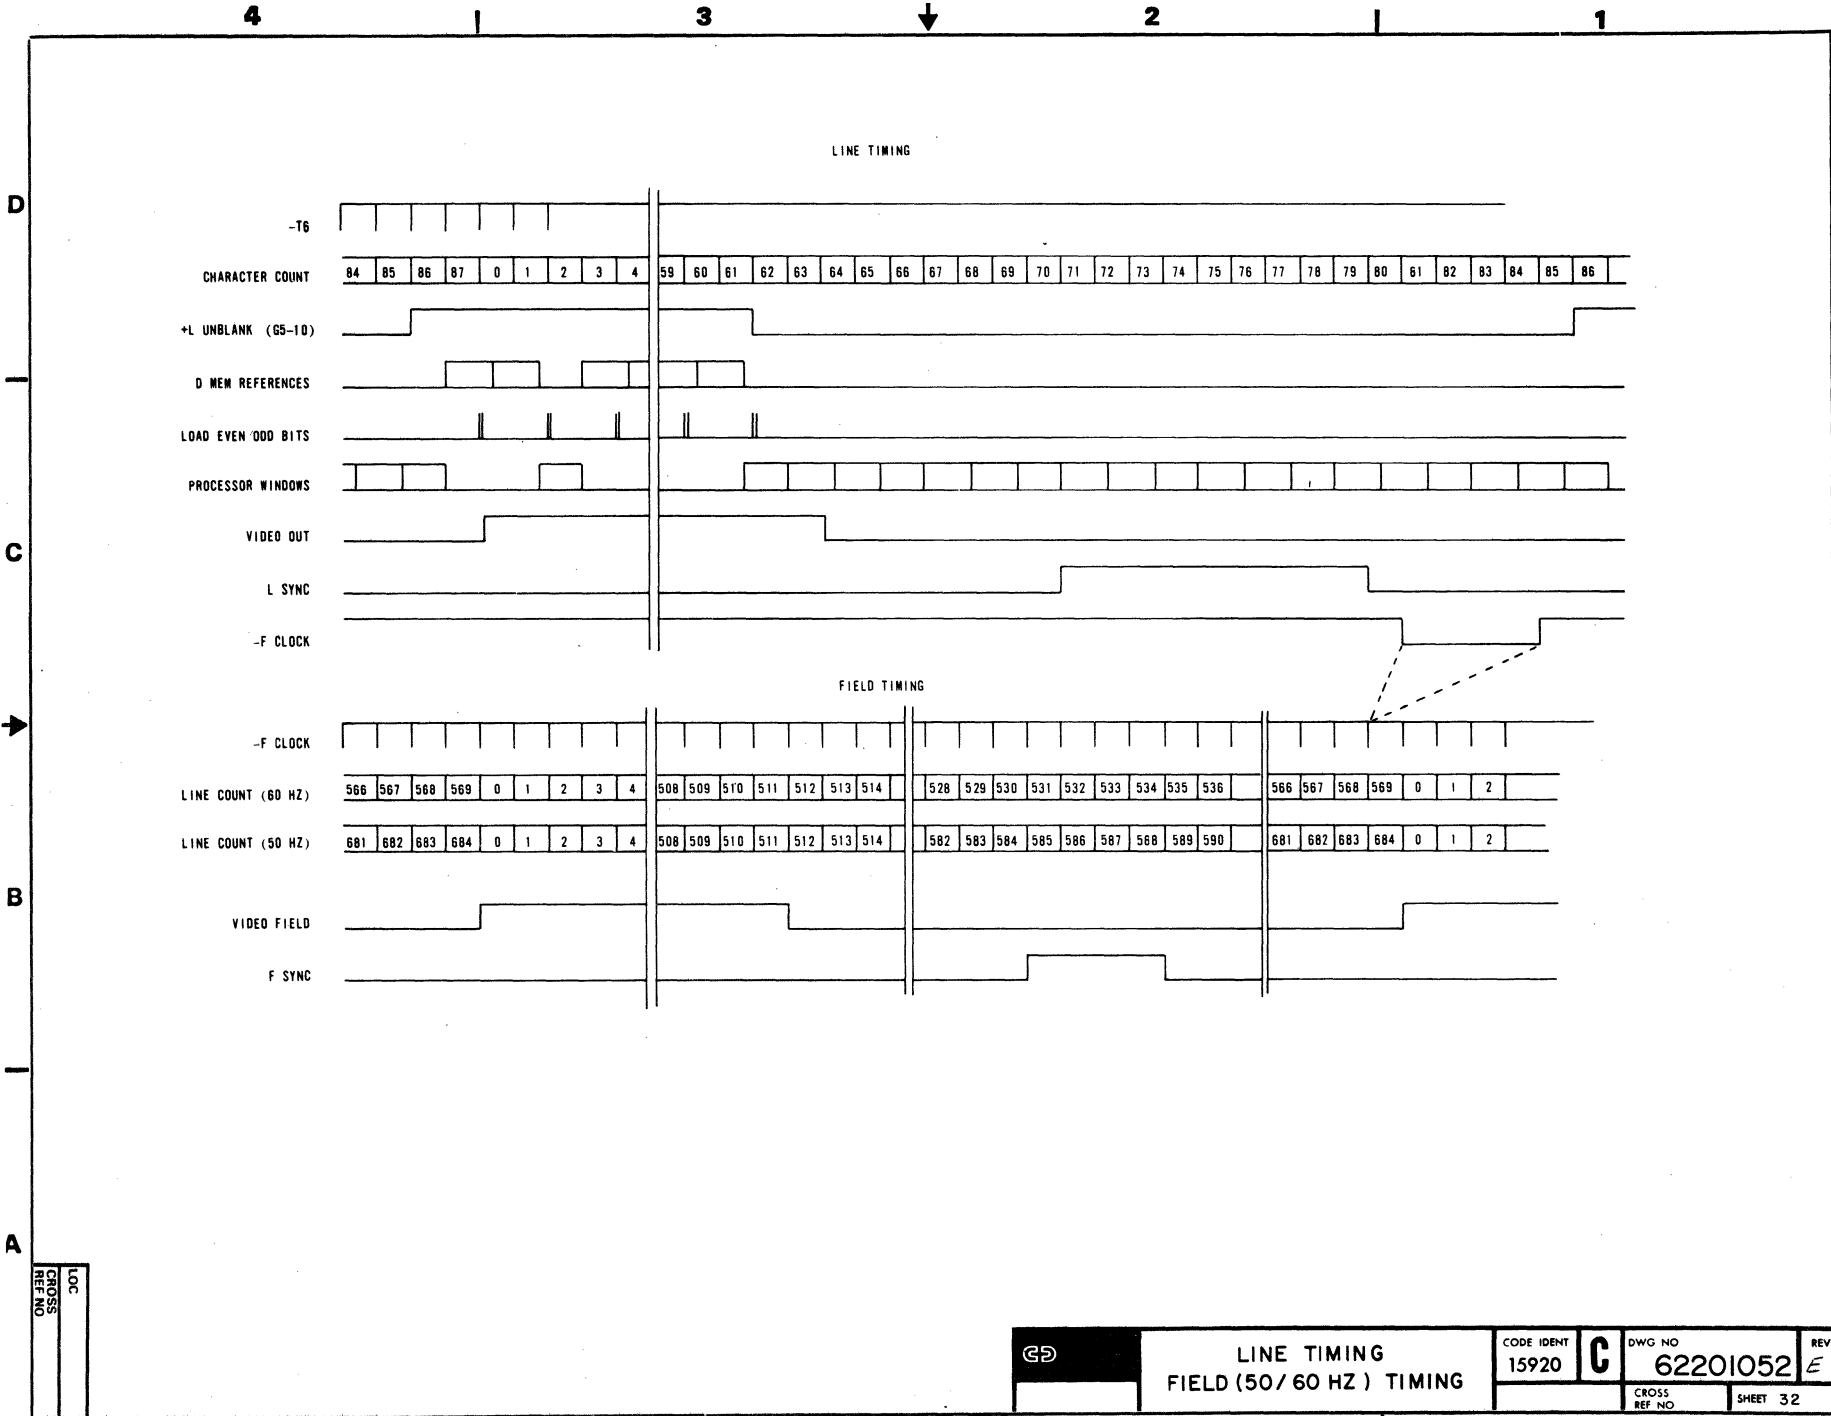 4 3 2 1
LINE TIMING
D
-T6
CHARACTER COUNT 84 85 86 87 0 1 2 3 4 59 60 61 62 63 64 65 66 67 68 69 70 71 72 73 74 75 76 77 78 79 80 61 82 83 84 85 86
+L UNBLANK (G5-10)
D MEM REFERENCES
LOAD EVEN ODD BITS
PROCESSOR WINDOWS
VIDEO OUT
C
L SYNC
-F CLOCK
FIELD TIMING
-F CLOCK
LINE COUNT (60 HZ) 566 567 568 569 0 1 2 3 4 508 509 510 511 512 513 514 528 529 530 531 532 533 534 535 536 566 567 568 569 0 1 2
LINE COUNT (50 HZ) 681 682 683 684 0 1 2 3 4 508 509 510 511 512 513 514 582 583 584 585 586 587 588 589 590 681 682 683 684 0 1 2
B
VIDEO FIELD
F SYNC
A
LOC
CROSS
REF NO
CD
LINE TIMING
FIELD (50/60 HZ) TIMING
CODE IDENT
15920
C
DWG NO
62201052
REV
E
CROSS
REF NO
SHEET 32